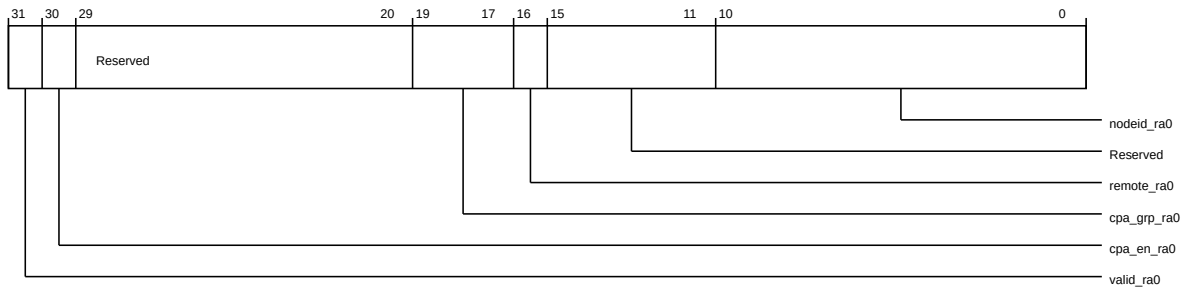 31 30 29 20 19 17 16 15 11 10 0
Reserved
nodeid_ra0
Reserved
remote_ra0
cpa_grp_ra0
cpa_en_ra0
valid_ra0